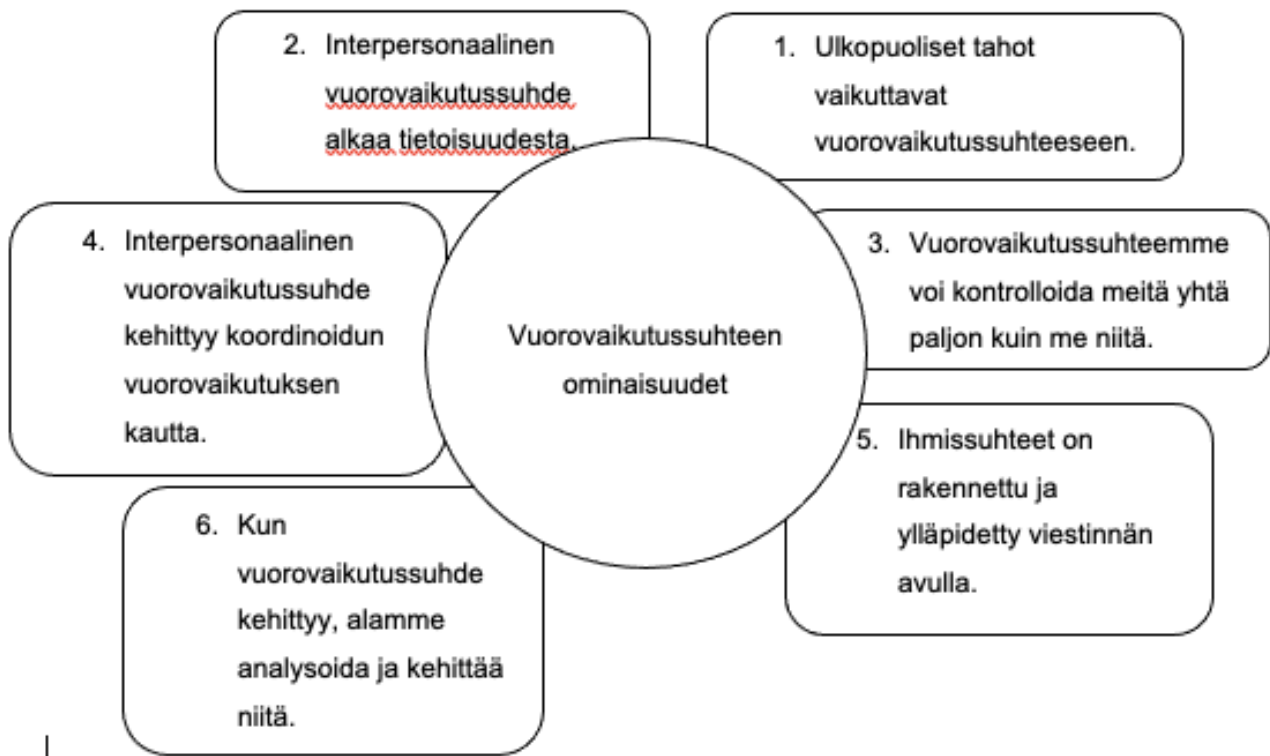 2. Interpersonaalinen
vuorovaikutussuhde
alkaa tietoisuudesta.
1. Ulkopuoliset tahot
vaikuttavat
vuorovaikutussuhteeseen.
4. Interpersonaalinen
vuorovaikutussuhde
kehittyy koordinoidun
vuorovaikutuksen
kautta.
Vuorovaikutussuhteen
ominaisuudet
3. Vuorovaikutussuhteemme
voi kontrolloida meitä yhtä
paljon kuin me niitä.
5. Ihmissuhteet on
rakennettu ja
ylläpidetty viestinnän
avulla.
6. Kun
vuorovaikutussuhde
kehittyy, alamme
analysoida ja kehittää
niitä.